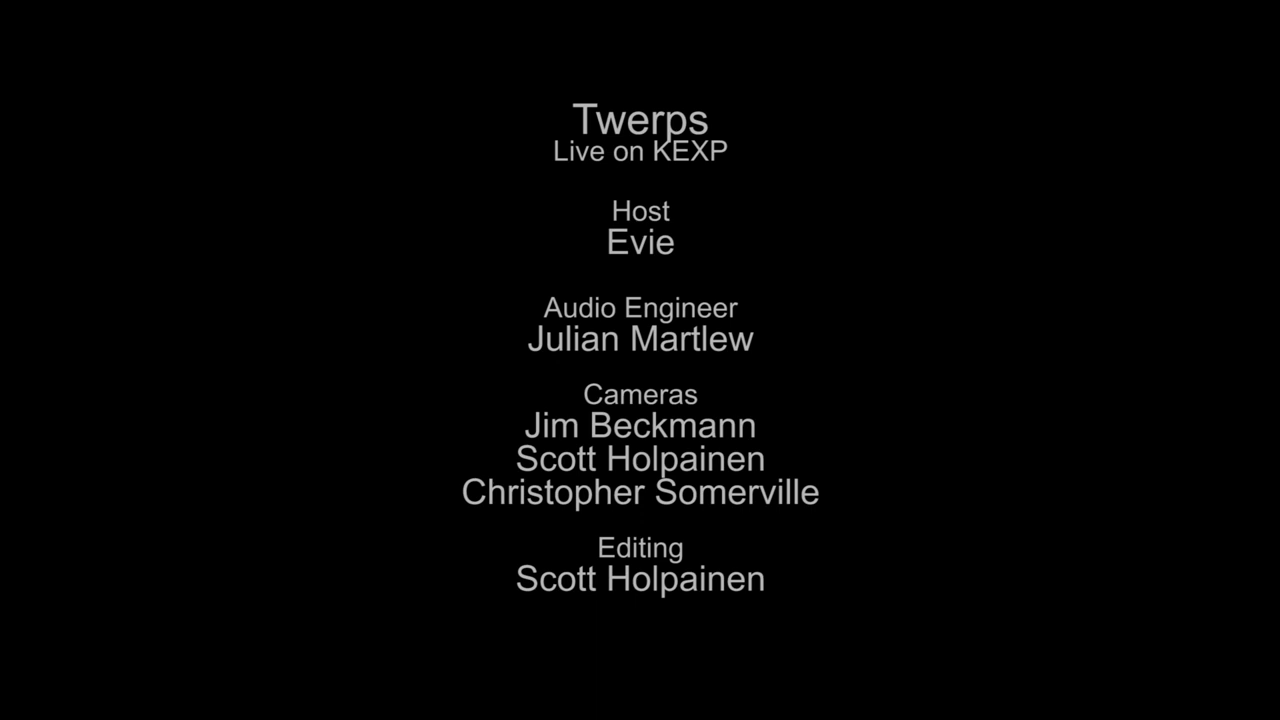 Twerps
Live on KEXP
Host
Evie
Audio Engineer
Julian Martlew
Cameras
Jim Beckmann
Scott Holpainen
Christopher Somerville
Editing
Scott Holpainen